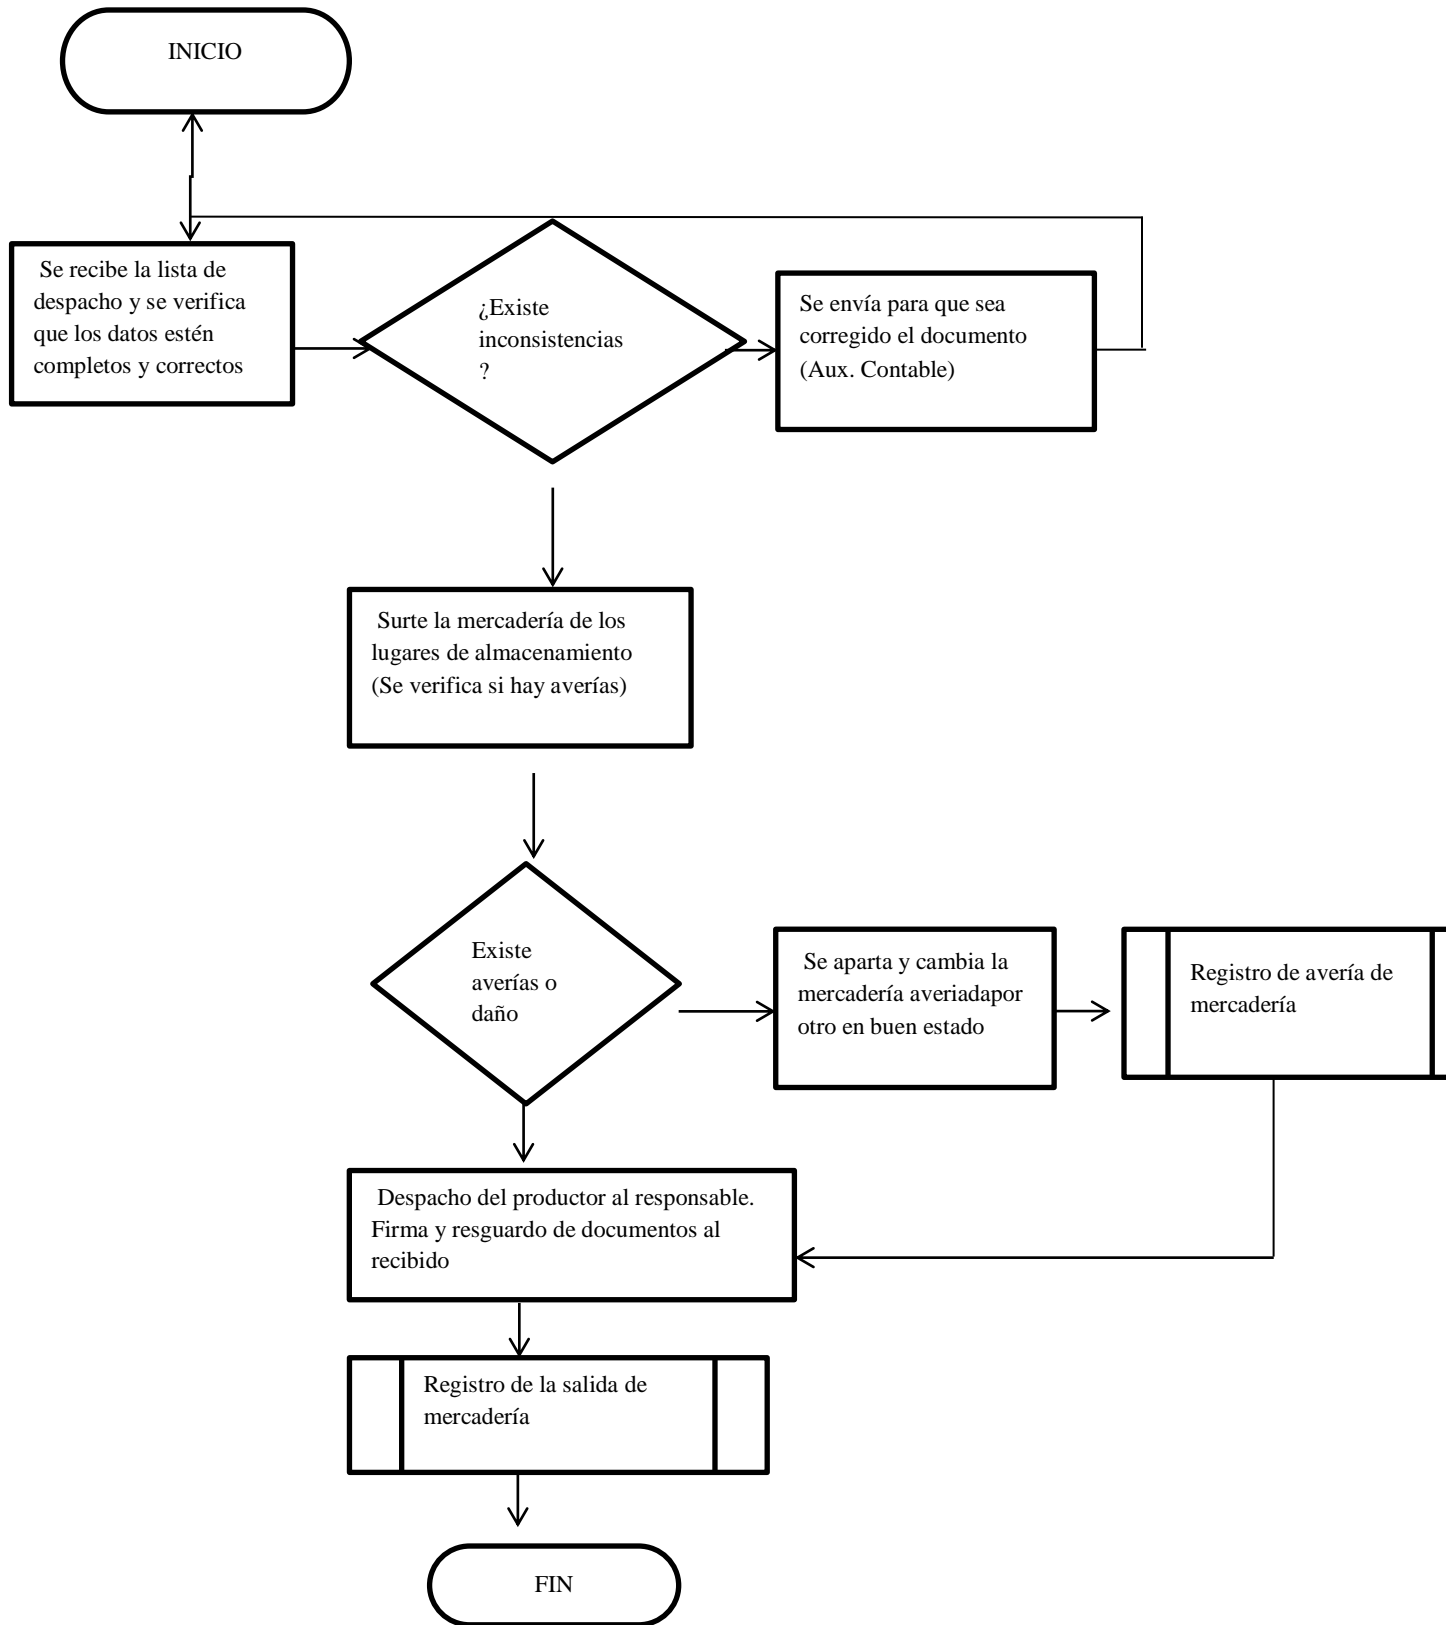 INICIO
Se recibe la lista de
despacho y se verifica
que los datos estén
completos y correctos
¿Existe
inconsistencias
?
Se envía para que sea
corregido el documento
(Aux. Contable)
Surte la mercadería de los
lugares de almacenamiento
(Se verifica si hay averías)
Existe
averías o
daño
Se aparta y cambia la
mercadería averiadapor
otro en buen estado
Registro de avería de
mercadería
Despacho del productor al responsable.
Firma y resguardo de documentos al
recibido
Registro de la salida de
mercadería
FIN